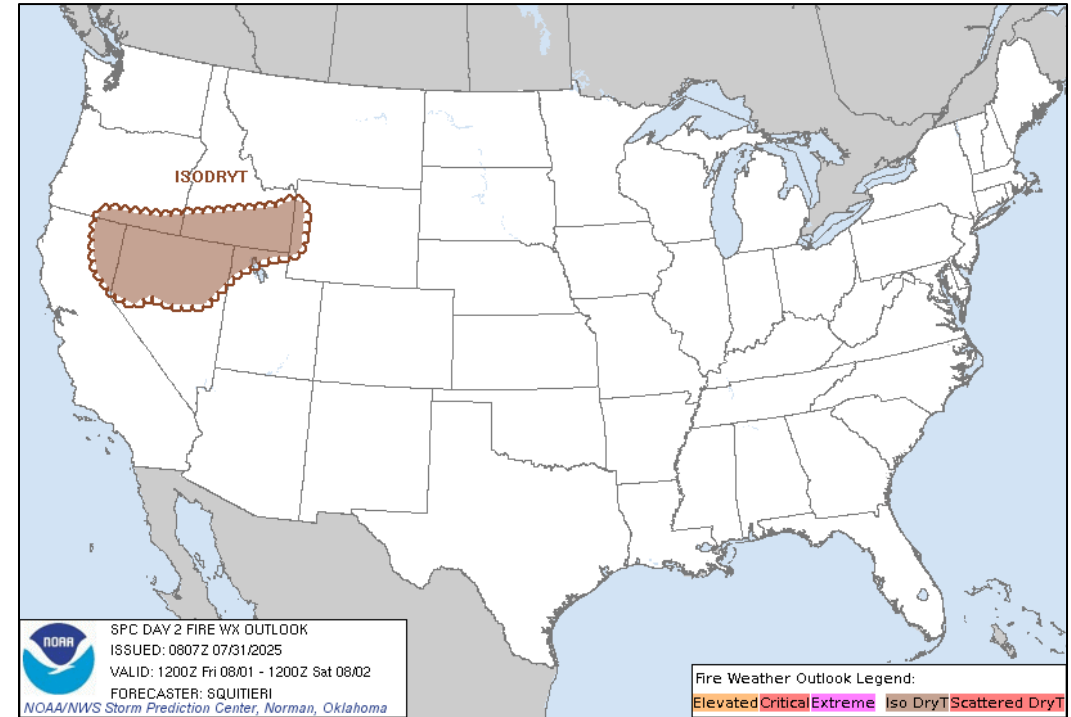 ISODRYT
NOAA
SPC DAY 2 FIRE WX OUTLOOK
ISSUED: 0807Z 07/31/2025
VALID: 1200Z Fri 08/01 - 1200Z Sat 08/02
FORECASTER: SQUITIERI
NOAA/NWS Storm Prediction Center, Norman, Oklahoma
Fire Weather Outlook Legend:
Elevated Critical Extreme Iso DryT Scattered DryT